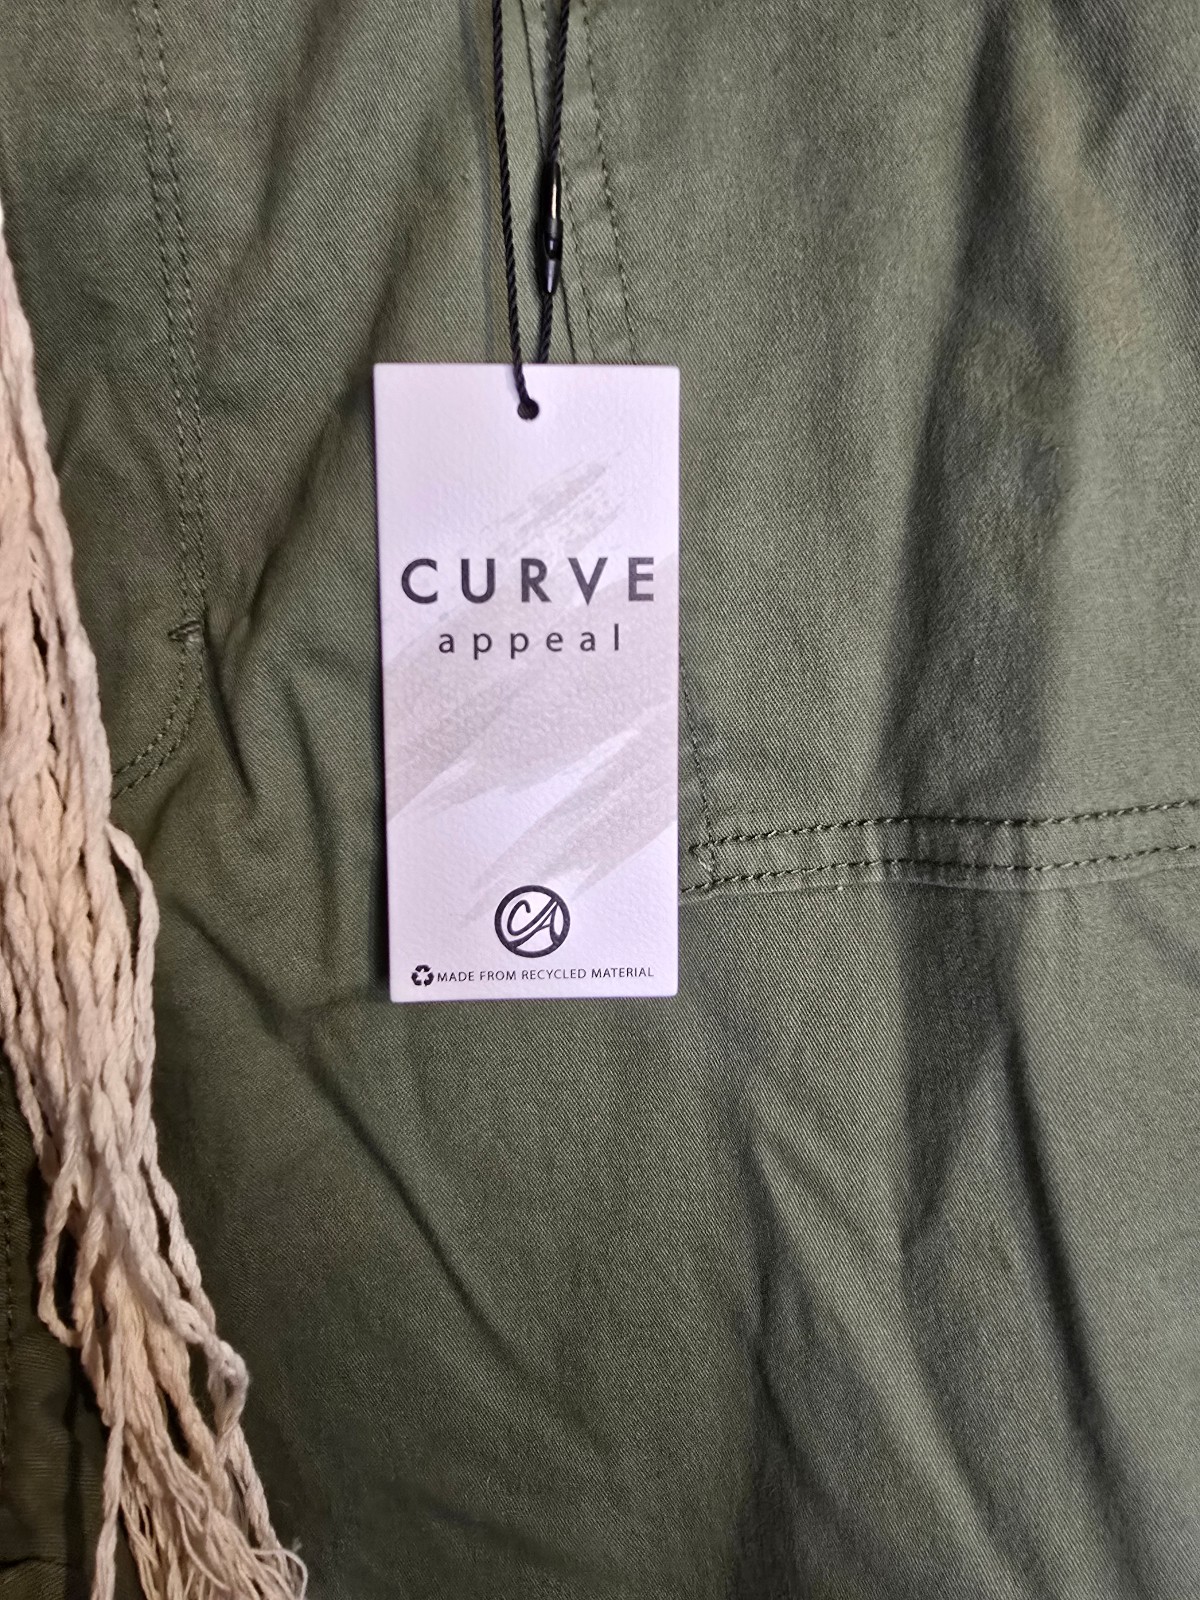 CURVE
appeal
CA
MADE FROM RECYCLED MATERIAL